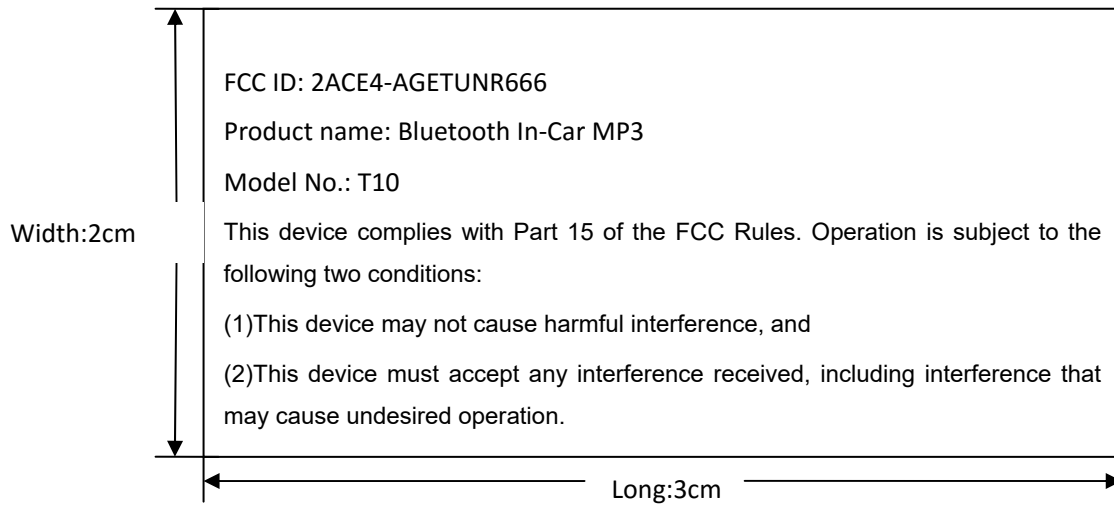 FCC ID: 2ACE4-AGETUNR666
Product name: Bluetooth In-Car MP3
Model No.: T10
Width:2cm
This device complies with Part 15 of the FCC Rules. Operation is subject to the
following two conditions:
(1)This device may not cause harmful interference, and
(2)This device must accept any interference received, including interference that
may cause undesired operation.
Long:3cm